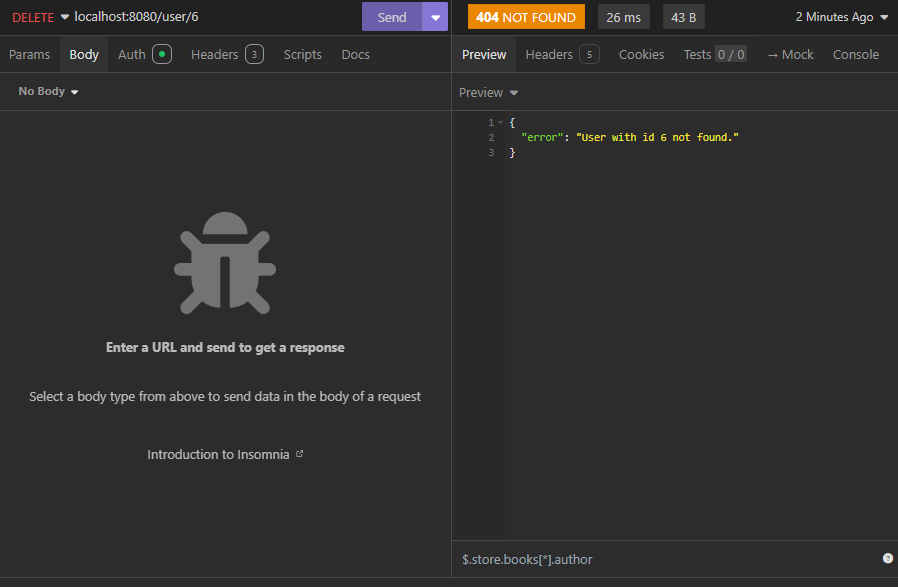 DELETE localhost:8080/user/6 Send
404 NOT FOUND 26 ms 43 B 2 Minutes Ago
Params Body Auth Headers 3 Scripts Docs
Preview Headers 5 Cookies Tests 0 / 0 → Mock Console
No Body
Preview
1 {
2 "error": "User with id 6 not found."
3 }
Enter a URL and send to get a response
Select a body type from above to send data in the body of a request
Introduction to Insomnia
$.store.books[*].author
?